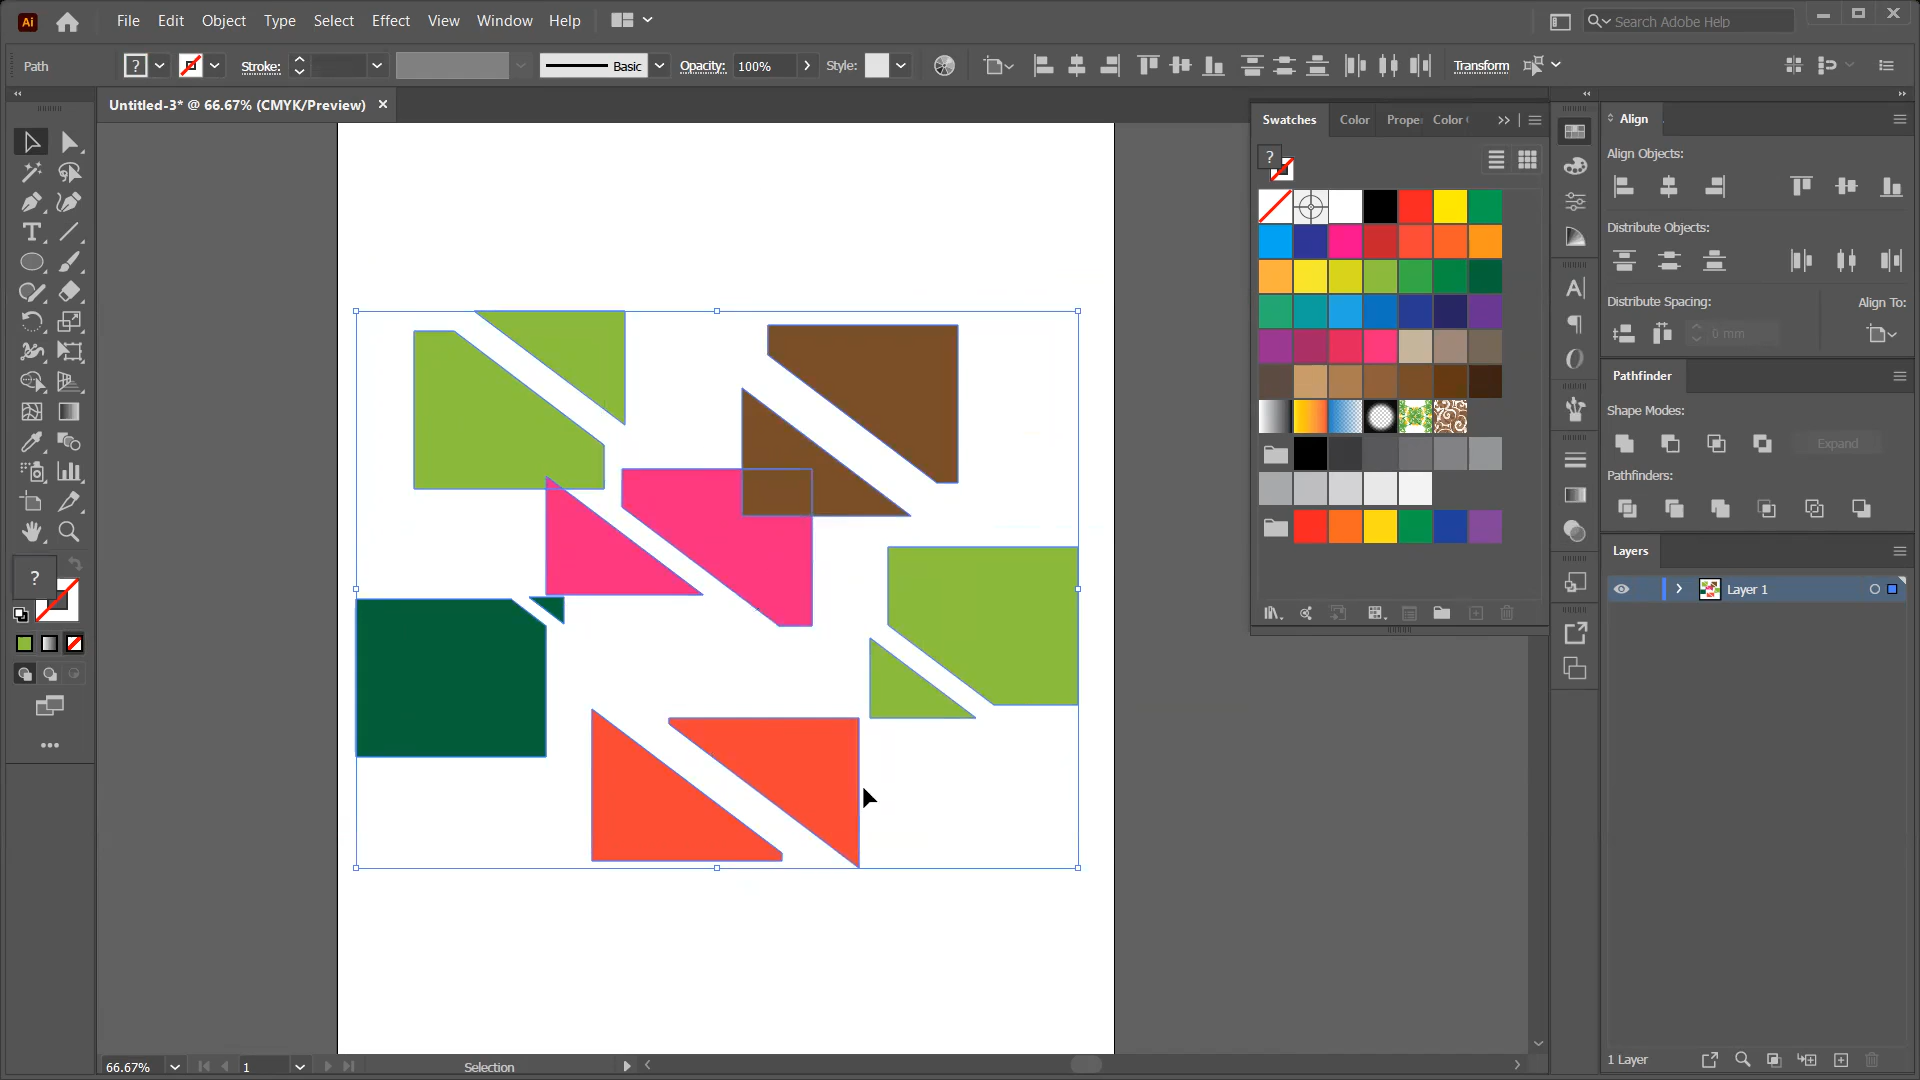 Ai File Edit Object Type Select Effect View Window Help Search Adobe Help
Path ? Stroke: Basic Opacity: 100% Style: Transform
Untitled-3* @ 66.67% (CMYK/Preview)
Swatches Color Prope Color
Align
Align Objects:
Distribute Objects:
Distribute Spacing: Align To:
0 mm
Pathfinder
Shape Modes:
Expand
Pathfinders:
Layers
Layer 1
1 Layer
66.67% 1 Selection